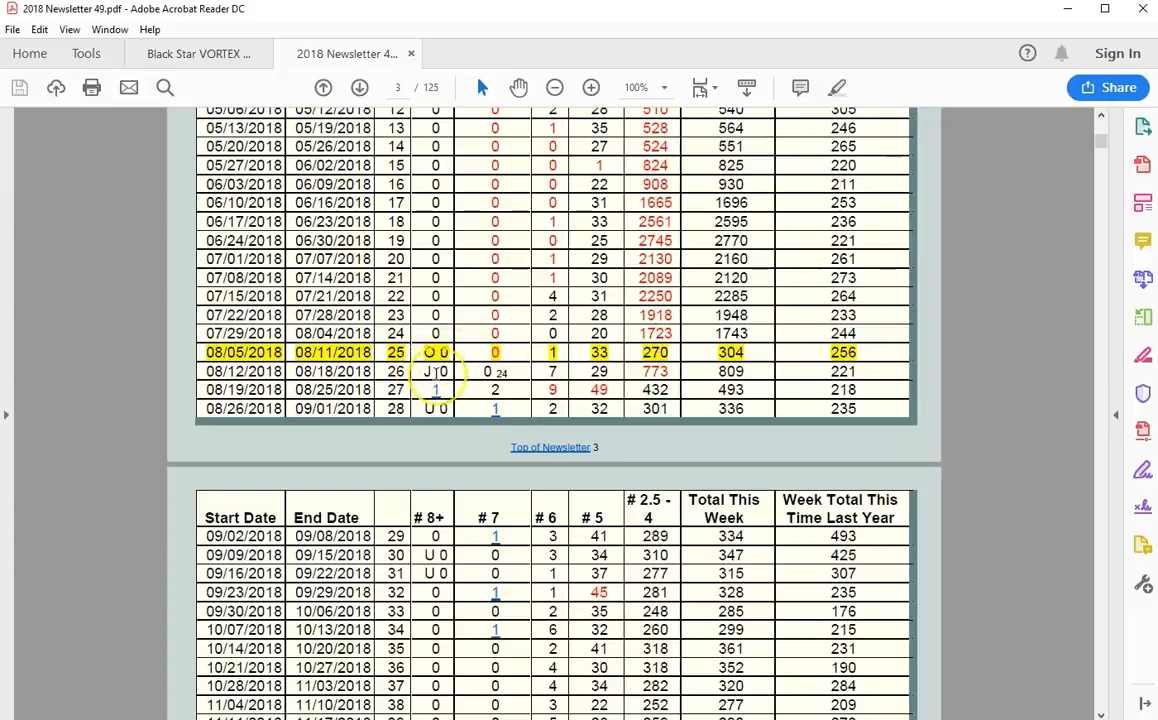 2018 Newsletter 49.pdf - Adobe Acrobat Reader DC
File Edit View Window Help
Home Tools Black Star VORTEX ... 2018 Newsletter 4... × Sign In
3 / 125 100% Share
05/06/2018 05/12/2018 12 0 0 2 28 510 540 305
05/13/2018 05/19/2018 13 0 0 1 35 528 564 246
05/20/2018 05/26/2018 14 0 0 0 27 524 551 265
05/27/2018 06/02/2018 15 0 0 0 1 824 825 220
06/03/2018 06/09/2018 16 0 0 0 22 908 930 211
06/10/2018 06/16/2018 17 0 0 0 31 1665 1696 253
06/17/2018 06/23/2018 18 0 0 1 33 2561 2595 236
06/24/2018 06/30/2018 19 0 0 0 25 2745 2770 221
07/01/2018 07/07/2018 20 0 0 1 29 2130 2160 261
07/08/2018 07/14/2018 21 0 0 1 30 2089 2120 273
07/15/2018 07/21/2018 22 0 0 4 31 2250 2285 264
07/22/2018 07/28/2018 23 0 0 2 28 1918 1948 233
07/29/2018 08/04/2018 24 0 0 0 20 1723 1743 244
08/05/2018 08/11/2018 25 0 0 1 33 270 304 256
08/12/2018 08/18/2018 26 0 0 24 7 29 773 809 221
08/19/2018 08/25/2018 27 1 2 9 49 432 493 218
08/26/2018 09/01/2018 28 U 0 1 2 32 301 336 235
Top of Newsletter 3
Start Date End Date # 8+ # 7 # 6 # 5 # 2.5 - 4 Total This Week Week Total This Time Last Year
09/02/2018 09/08/2018 29 0 1 3 41 289 334 493
09/09/2018 09/15/2018 30 U 0 0 3 34 310 347 425
09/16/2018 09/22/2018 31 U 0 0 1 37 277 315 307
09/23/2018 09/29/2018 32 0 1 1 45 281 328 235
09/30/2018 10/06/2018 33 0 0 2 35 248 285 176
10/07/2018 10/13/2018 34 0 1 6 32 260 299 215
10/14/2018 10/20/2018 35 0 0 2 41 318 361 231
10/21/2018 10/27/2018 36 0 0 4 30 318 352 190
10/28/2018 11/03/2018 37 0 0 4 34 282 320 284
11/04/2018 11/10/2018 38 0 0 3 22 252 277 209